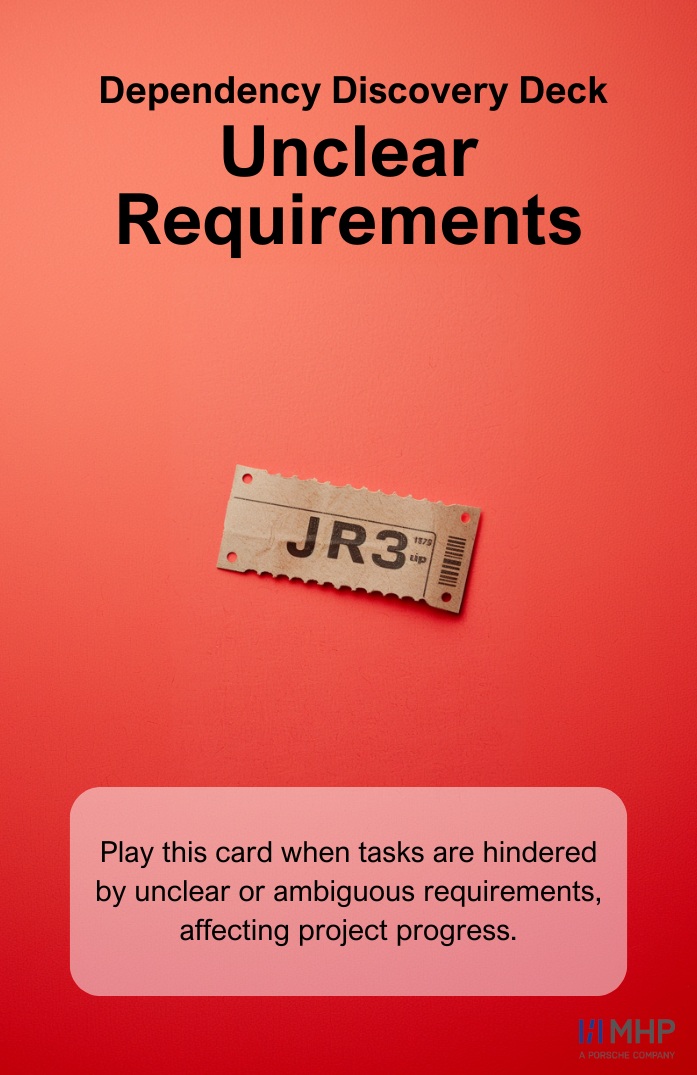 Dependency Discovery Deck
Unclear
Requirements
JR3
1979
up
Play this card when tasks are hindered
by unclear or ambiguous requirements,
affecting project progress.
MHP
A PORSCHE COMPANY